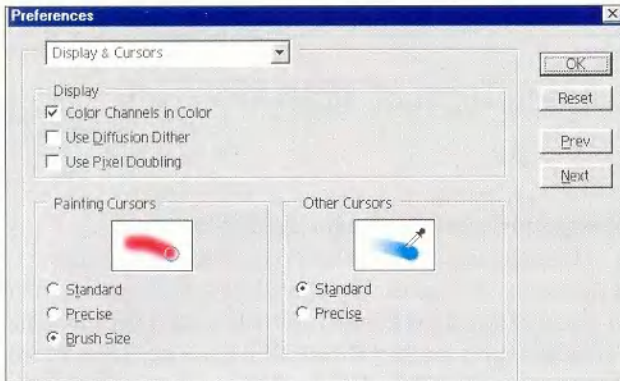 Preferences
Display & Cursors
OK
Reset
Prev
Next
Display
Color Channels in Color
Use Diffusion Dither
Use Pixel Doubling
Painting Cursors
Standard
Precise
Brush Size
Other Cursors
Standard
Precise